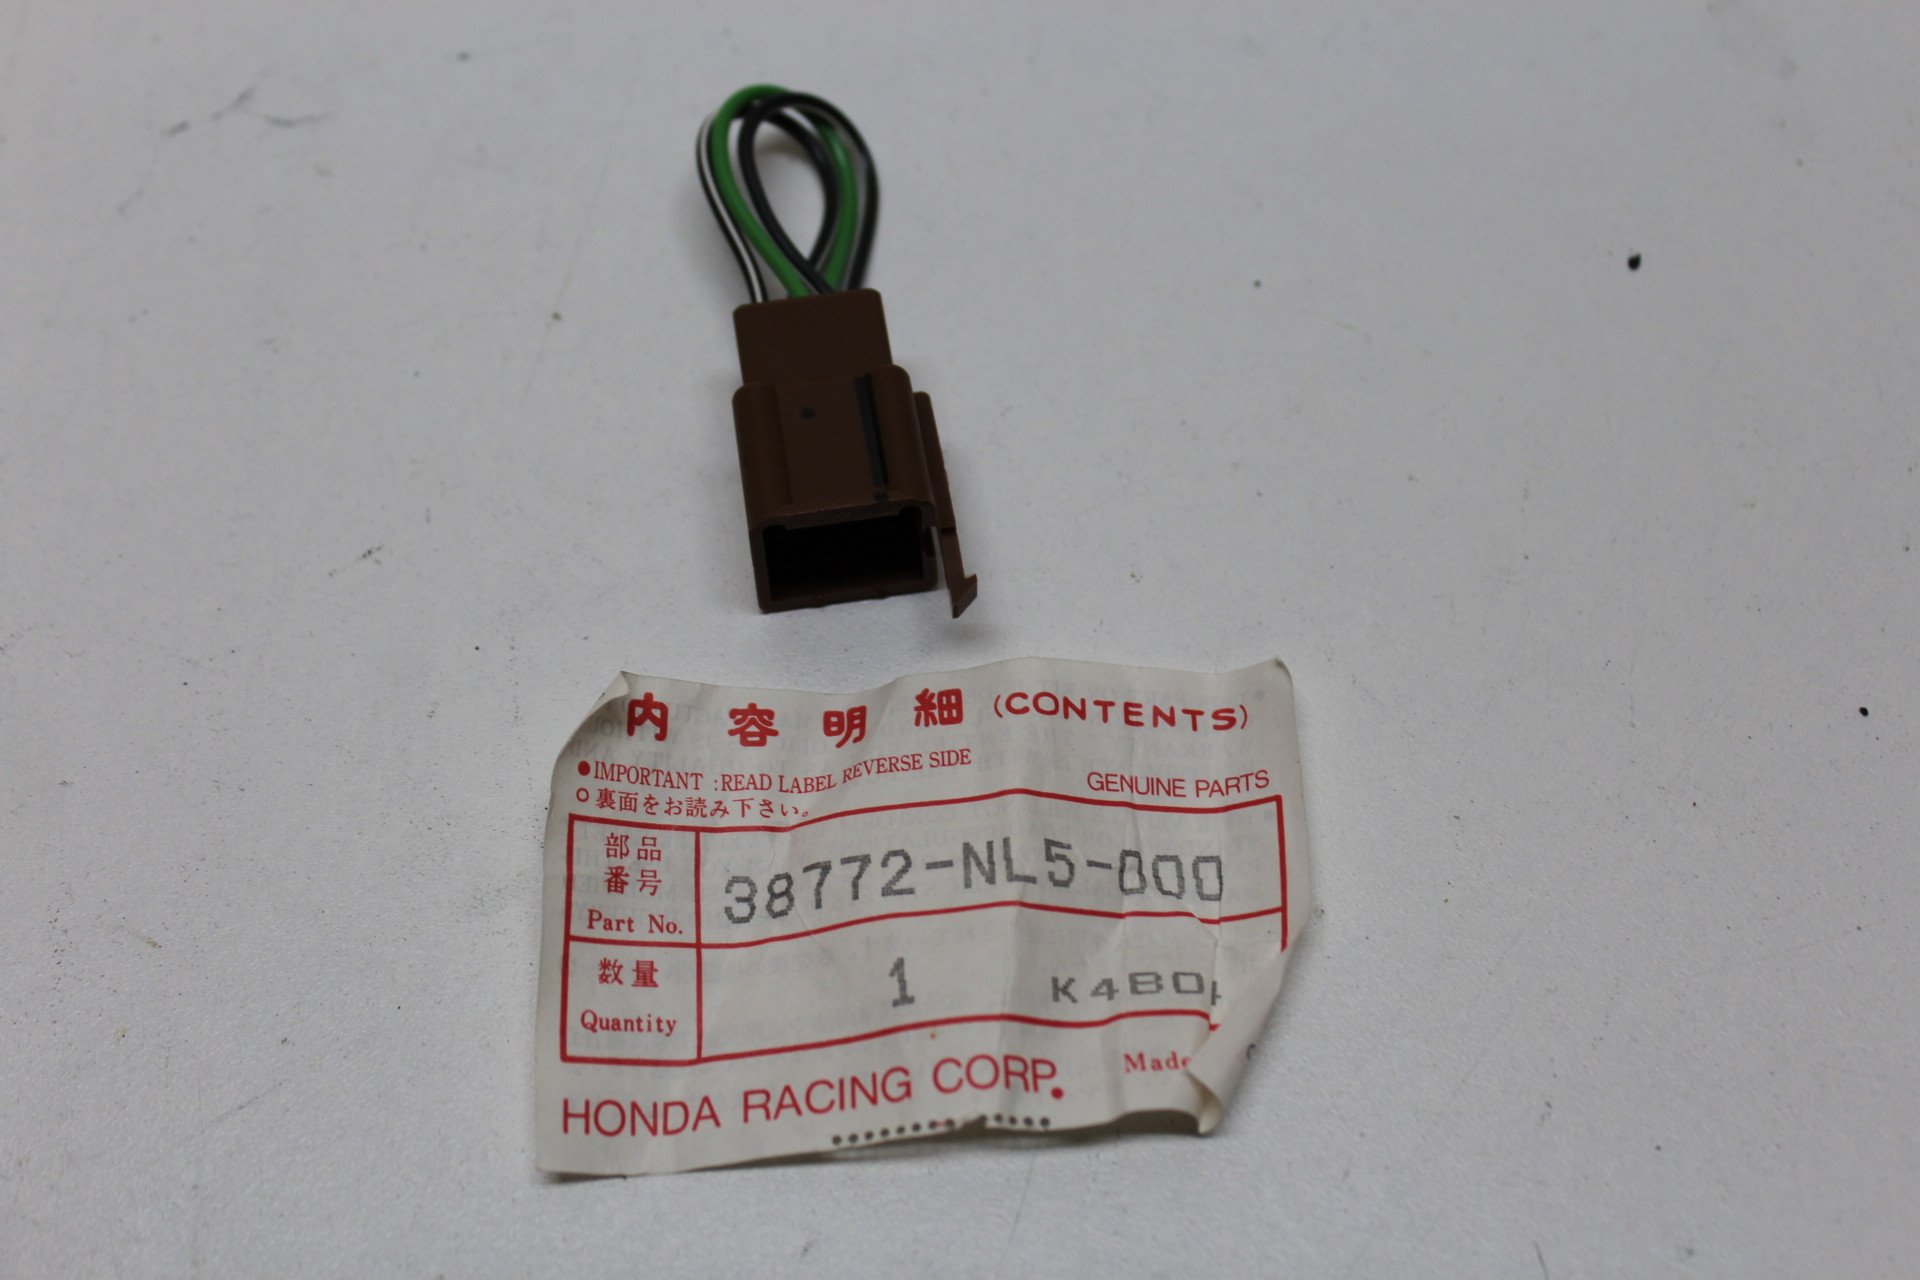 内容明細 (CONTENTS)
●IMPORTANT :READ LABEL REVERSE SIDE
○裏面をお読み下さい。
GENUINE PARTS
部品
番号
Part No.
38772-NL5-000
数量
Quantity
1
K4B04
HONDA RACING CORP.
Made